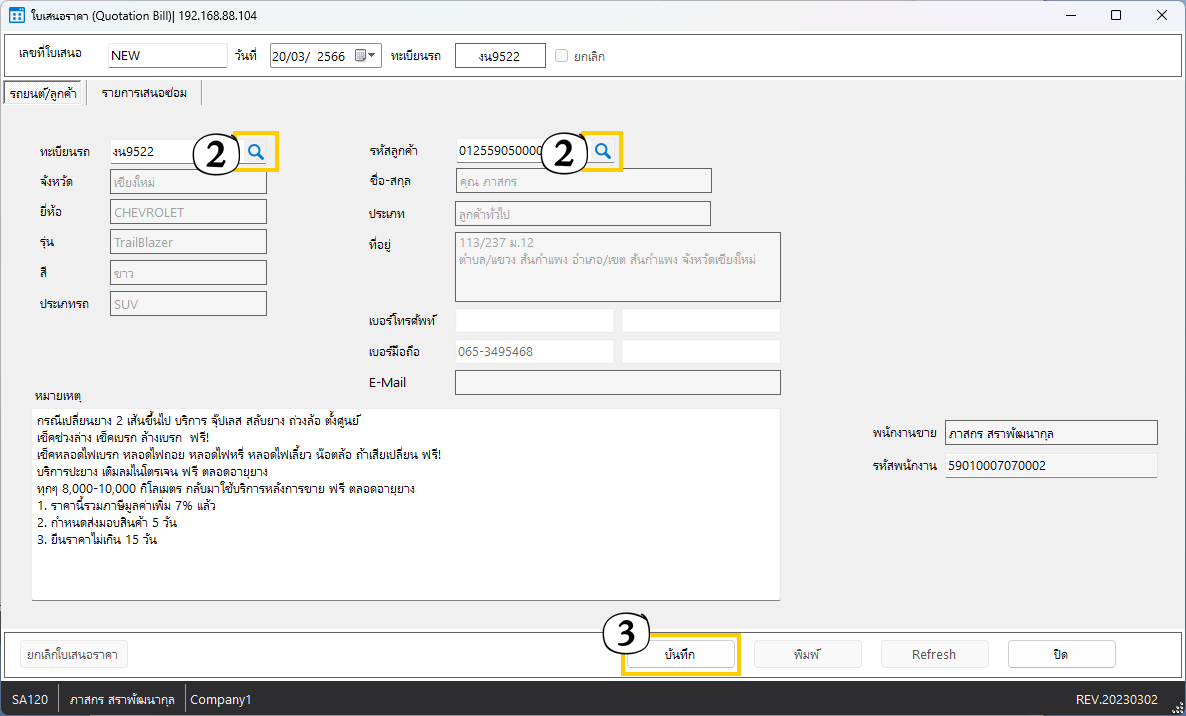 ใบเสนอราคา (Quotation Bill)| 192.168.88.104
เลขที่ใบเสนอ NEW วันที่ 20/03/ 2566 ทะเบียนรถ งน9522 ยกเลิก
รถยนต์/ลูกค้า รายการเสนอซ่อม
ทะเบียนรถ งน9522 2 รหัสลูกค้า 012559050000 2
จังหวัด เชียงใหม่ ชื่อ-สกุล คุณ ภาสกร
ยี่ห้อ CHEVROLET ประเภท ลูกค้าทั่วไป
รุ่น TrailBlazer ที่อยู่ 113/237 ม.12
ตำบล/แขวง สันกำแพง อำเภอ/เขต สันกำแพง จังหวัดเชียงใหม่
สี ขาว
ประเภทรถ SUV
เบอร์โทรศัพท์
เบอร์มือถือ 065-3495468
E-Mail
หมายเหตุ
กรณีเปลี่ยนยาง 2 เส้นขึ้นไป บริการ จุ๊ปเลส สลับยาง ถ่วงล้อ ตั้งศูนย์
เช็คช่วงล่าง เช็คเบรก ล้างเบรก ฟรี!
เช็คหลอดไฟเบรก หลอดไฟถอย หลอดไฟหรี่ หลอดไฟเลี้ยว น๊อตล้อ ถ้าเสียเปลี่ยน ฟรี!
บริการปะยาง เติมลมไนโตรเจน ฟรี ตลอดอายุยาง
ทุกๆ 8,000-10,000 กิโลเมตร กลับมาใช้บริการหลังการขาย ฟรี ตลอดอายุยาง
1. ราคานี้รวมภาษีมูลค่าเพิ่ม 7% แล้ว
2. กำหนดส่งมอบสินค้า 5 วัน
3. ยืนราคาไม่เกิน 15 วัน
พนักงานขาย ภาสกร สราพัฒนากุล
รหัสพนักงาน 59010007070002
3
ยกเลิกใบเสนอราคา บันทึก พิมพ์ Refresh ปิด
SA120 ภาสกร สราพัฒนากุล Company1 REV.20230302